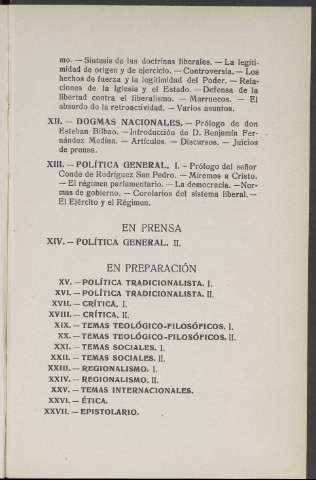 mo. — Síntesis de las doctrinas liberales. — La legiti-
midad de origen y de ejercicio. — Controversia. — Los
hechos de fuerza y la legitimidad del Poder. — Rela-
ciones de la Iglesia y el Estado. — Defensa de la
libertad contra el liberalismo. — Marruecos. — El
absurdo de la retroactividad. — Varios asuntos.
XII. — DOGMAS NACIONALES. — Prólogo de don
Esteban Bilbao. — Introducción de D. Benjamín Fer-
nández Medina. — Artículos. — Discursos. — Juicios
de prensa.
XIII. — POLÍTICA GENERAL, I. — Prólogo del señor
Conde de Rodríguez San Pedro. — Miremos a Cristo.
— El régimen parlamentario. — La democracia. — Nor-
mas de gobierno. — Corolarios del sistema liberal. —
El Ejército y el Régimen.
EN PRENSA
XIV. — POLÍTICA GENERAL. II.
EN PREPARACIÓN
XV. — POLÍTICA TRADICIONALISTA. I.
XVI. — POLÍTICA TRADICIONALISTA. II.
XVII. — CRÍTICA. I.
XVIII. — CRÍTICA. II.
XIX. — TEMAS TEOLÓGICO-FILOSÓFICOS. I.
XX. — TEMAS TEOLÓGICO-FILOSÓFICOS. II.
XXI. — TEMAS SOCIALES. I.
XXII. — TEMAS SOCIALES. II.
XXIII. — REGIONALISMO. I.
XXIV. — REGIONALISMO. II.
XXV. — TEMAS INTERNACIONALES.
XXVI. — ÉTICA.
XXVII. — EPISTOLARIO.